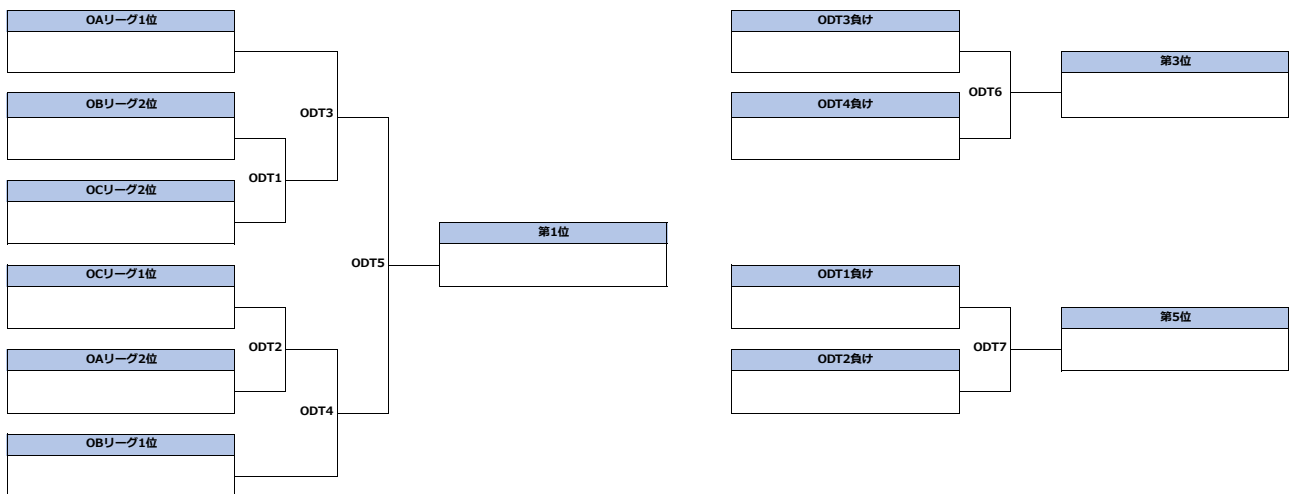 OAリーグ1位
OBリーグ2位
ODT3
ODT1
OCリーグ2位
第1位
ODT5
OCリーグ1位
ODT2
OAリーグ2位
ODT4
OBリーグ1位
ODT3負け
第3位
ODT6
ODT4負け
ODT1負け
第5位
ODT7
ODT2負け